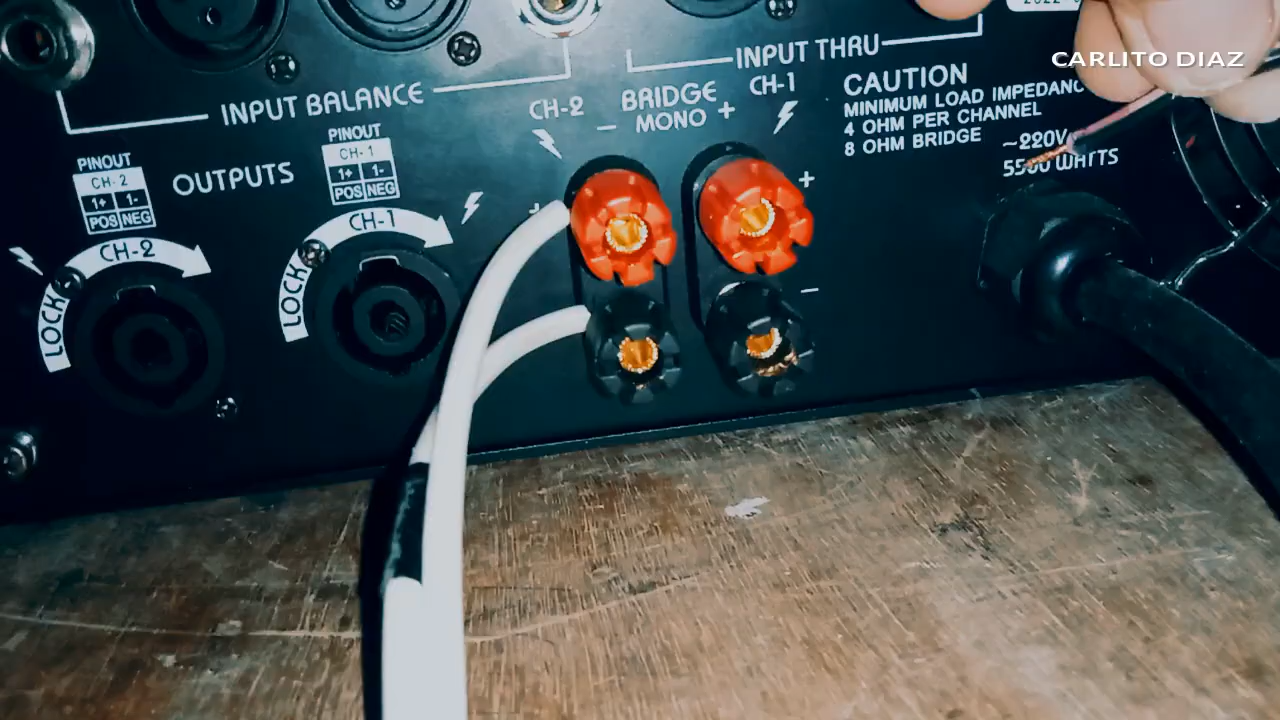 CARLITO DIAZ
INPUT BALANCE
INPUT THRU
CH-2
BRIDGE
MONO
- +
CH-1
CAUTION
MINIMUM LOAD IMPEDANC
4 OHM PER CHANNEL
8 OHM BRIDGE
~220V
5500 WATTS
PINOUT
CH-2
1+ 1-
POS NEG
OUTPUTS
PINOUT
CH-1
1+ 1-
POS NEG
CH-2
LOCK
CH-1
LOCK
+
+
-